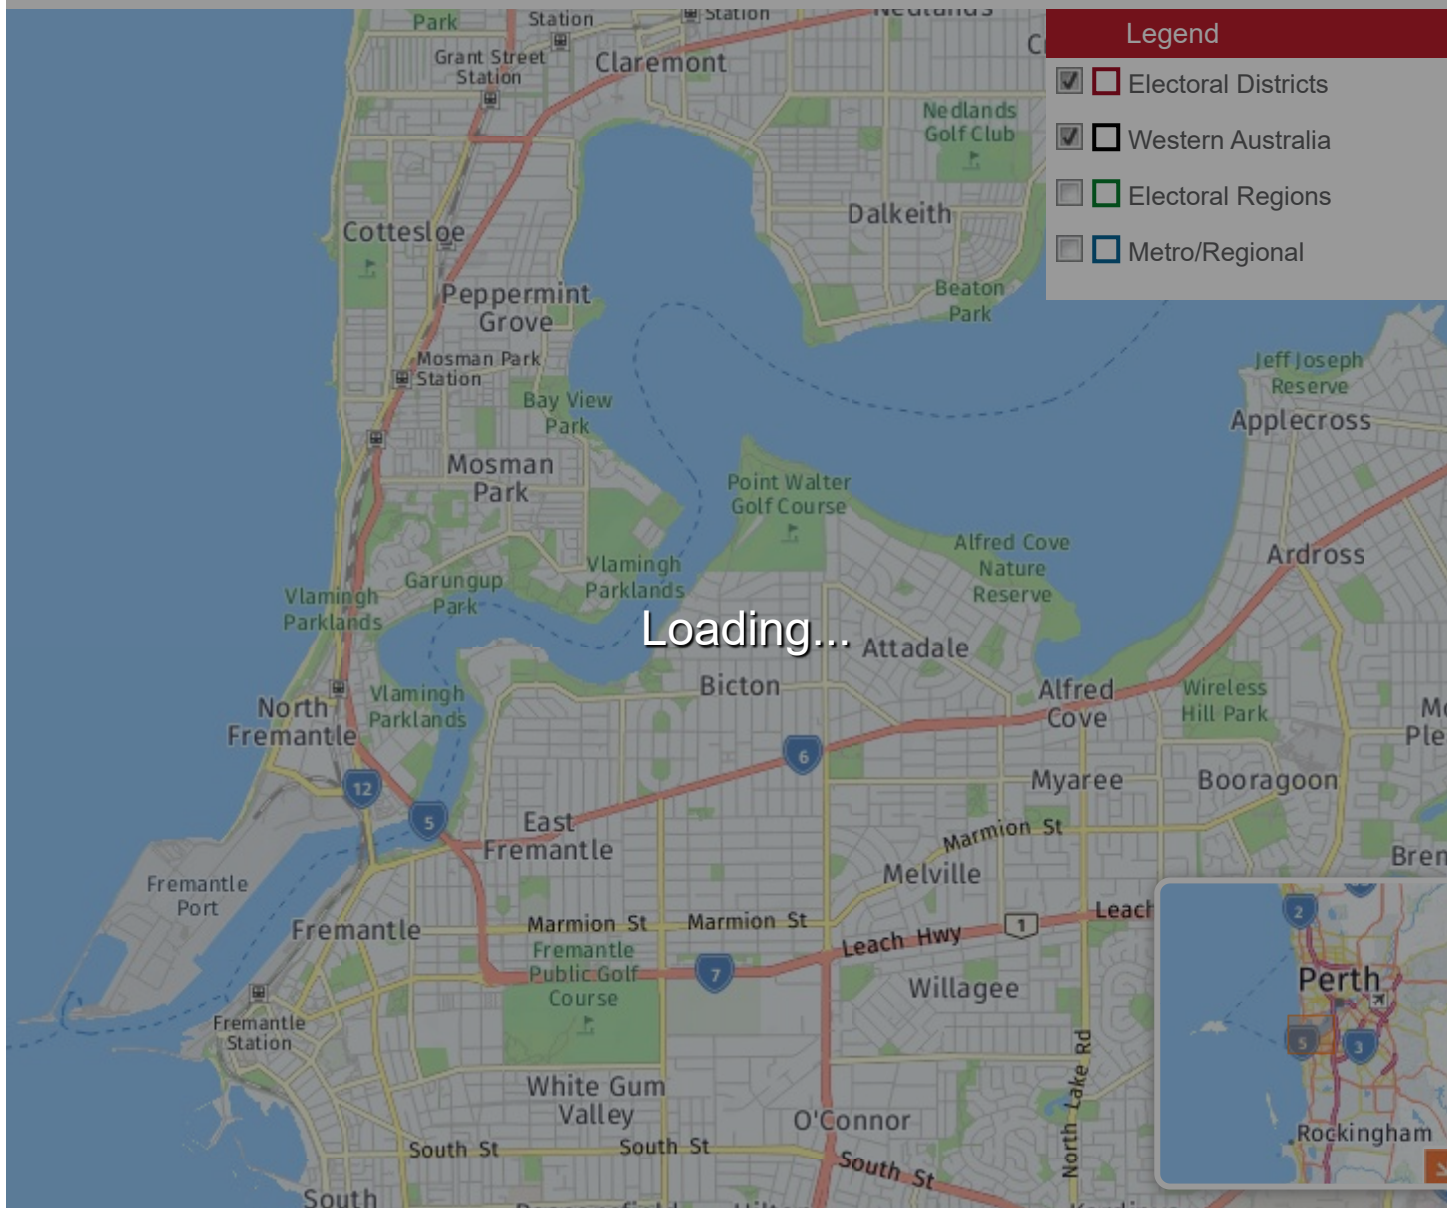 Park
Station
Station
Nedlands
Legend
Grant Street
Station
Claremont
Electoral Districts
Nedlands
Golf Club
Western Australia
Electoral Regions
Dalkeith
Cottesloe
Metro/Regional
Beaton
Park
Peppermint
Grove
Mosman Park
Station
Jeff Joseph
Reserve
Bay View
Park
Applecross
Mosman
Park
Point Walter
Golf Course
Alfred Cove
Nature
Reserve
Ardross
Vlamingh
Parklands
Garungup
Park
Vlamingh
Parklands
Loading...
Attadale
Bicton
Vlamingh
Parklands
Alfred
Cove
Wireless
Hill Park
North
Fremantle
6
12
5
Myaree
Booragoon
East
Fremantle
Marmion St
Melville
Fremantle
Port
Fremantle
Marmion St
Marmion St
Leach Hwy
1
Leach
Fremantle
Public Golf
Course
7
Willagee
2
Perth
5
3
Rockingham
Fremantle
Station
White Gum
Valley
O'Connor
North Lake Rd
South St
South St
South St
South